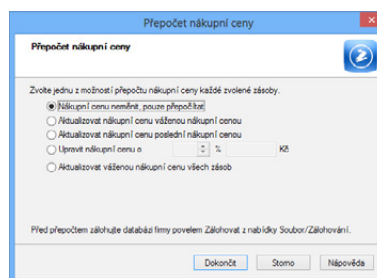 Přepočet nákupní ceny
Přepočet nákupní ceny
Zvolte jednu z možností přepočtu nákupní ceny každé zvolené zásoby.
Nákupní cenu neměnit, pouze přepočítat
Aktualizovat nákupní cenu váženou nákupní cenou
Aktualizovat nákupní cenu poslední nákupní cenou
Upravit nákupní cenu o % Kč
Aktualizovat váženou nákupní cenu všech zásob
Před přepočtem zálohujte databázi firmy povelem Zálohovat z nabídky Soubor/Zálohování.
Dokončit Storno Nápověda